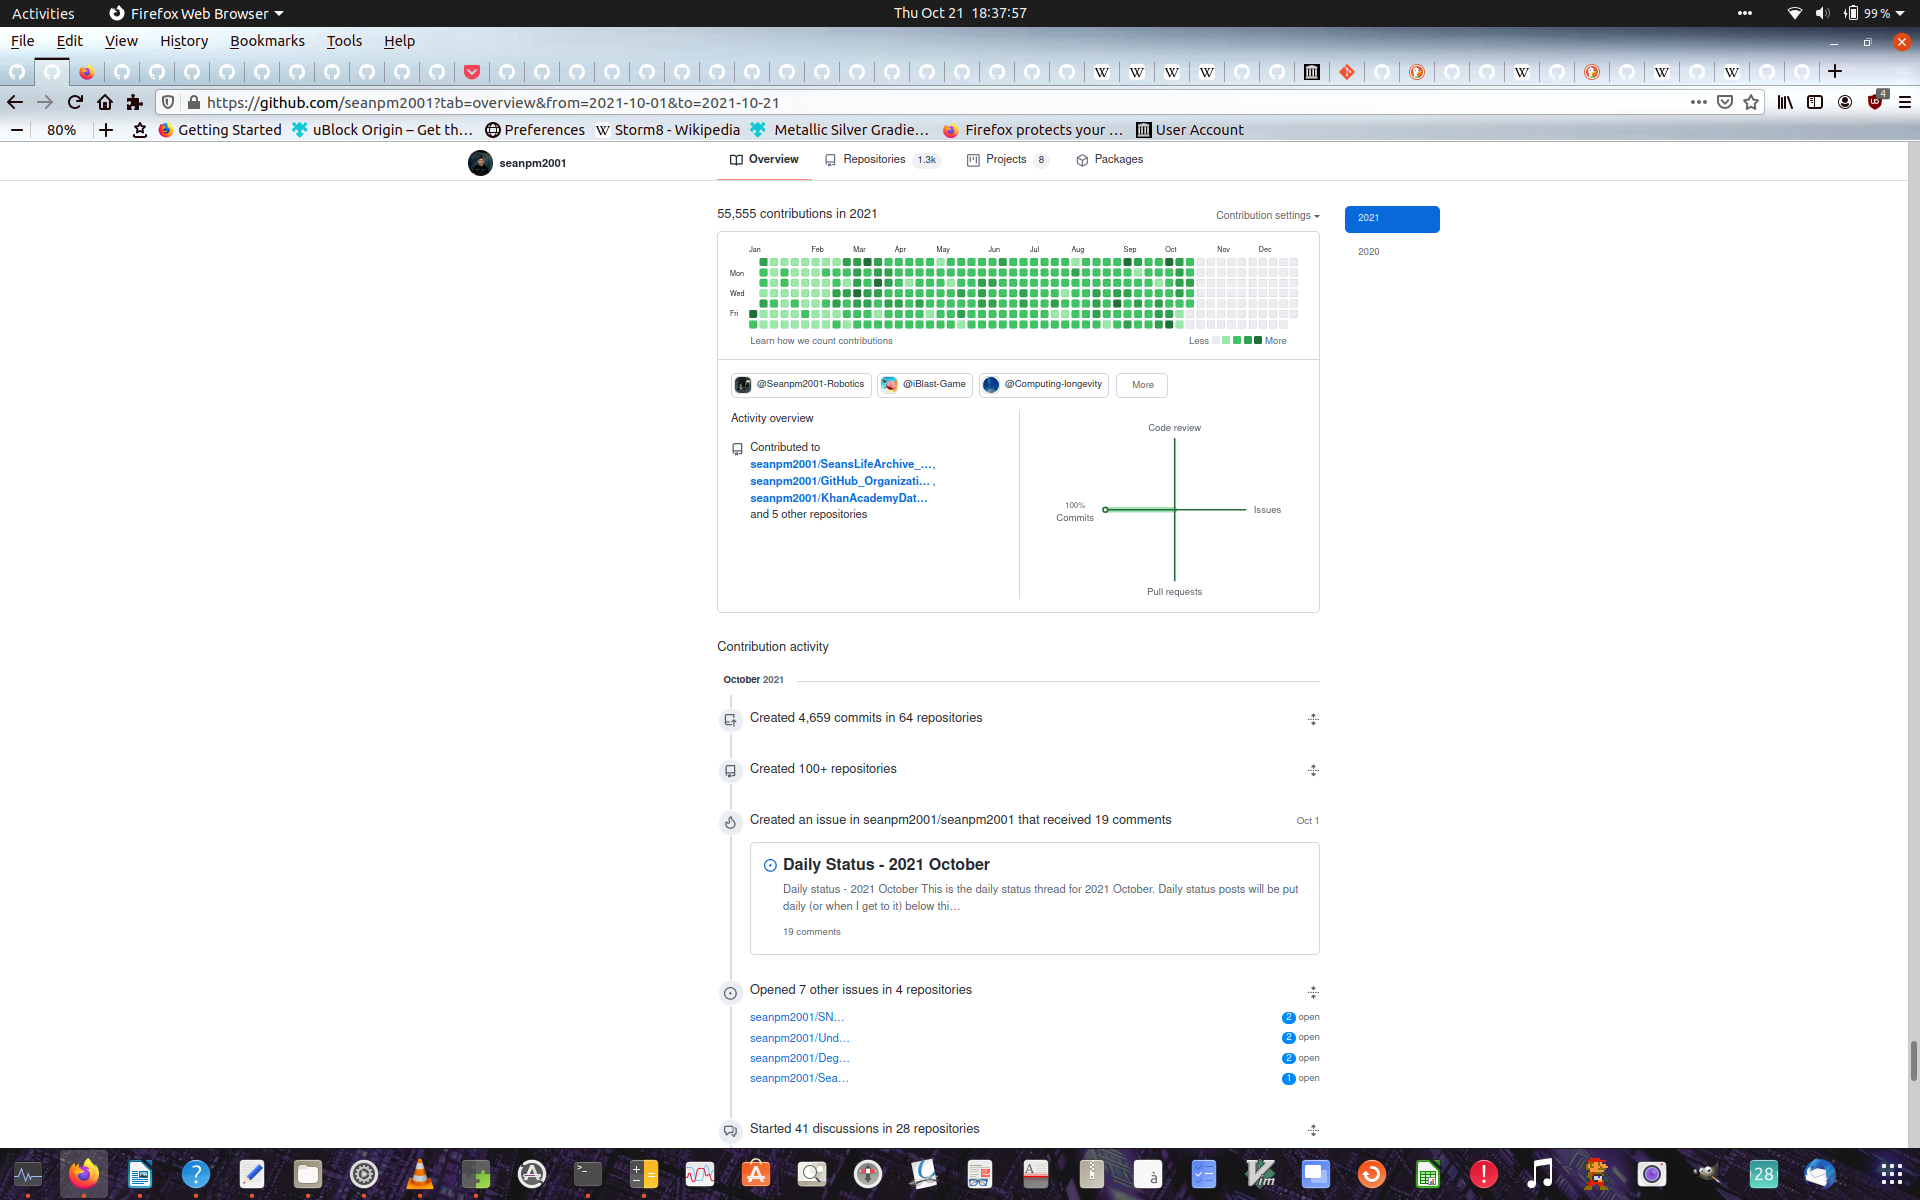 Activities Firefox Web Browser Thu Oct 21 18:37:57 99 %
File Edit View History Bookmarks Tools Help
https://github.com/seanpm2001?tab=overview&from=2021-10-01&to=2021-10-21 4
80% Getting Started uBlock Origin – Get th… Preferences Storm8 - Wikipedia Metallic Silver Gradie… Firefox protects your … User Account
seanpm2001 Overview Repositories 1.3k Projects 8 Packages
55,555 contributions in 2021 Contribution settings 2021
2020
Jan Feb Mar Apr May Jun Jul Aug Sep Oct Nov Dec
Mon
Wed
Fri
Learn how we count contributions Less More
@Seanpm2001-Robotics @iBlast-Game @Computing-longevity More
Activity overview
Contributed to
seanpm2001/SeansLifeArchive_…,
seanpm2001/GitHub_Organizati… ,
seanpm2001/KhanAcademyDat…
and 5 other repositories
Code review
100%
Commits
Issues
Pull requests
Contribution activity
October 2021
Created 4,659 commits in 64 repositories
Created 100+ repositories
Created an issue in seanpm2001/seanpm2001 that received 19 comments Oct 1
Daily Status - 2021 October
Daily status - 2021 October This is the daily status thread for 2021 October. Daily status posts will be put
daily (or when I get to it) below thi…
19 comments
Opened 7 other issues in 4 repositories
seanpm2001/SN… 2 open
seanpm2001/Und… 2 open
seanpm2001/Deg… 2 open
seanpm2001/Sea… 1 open
Started 41 discussions in 28 repositories
28